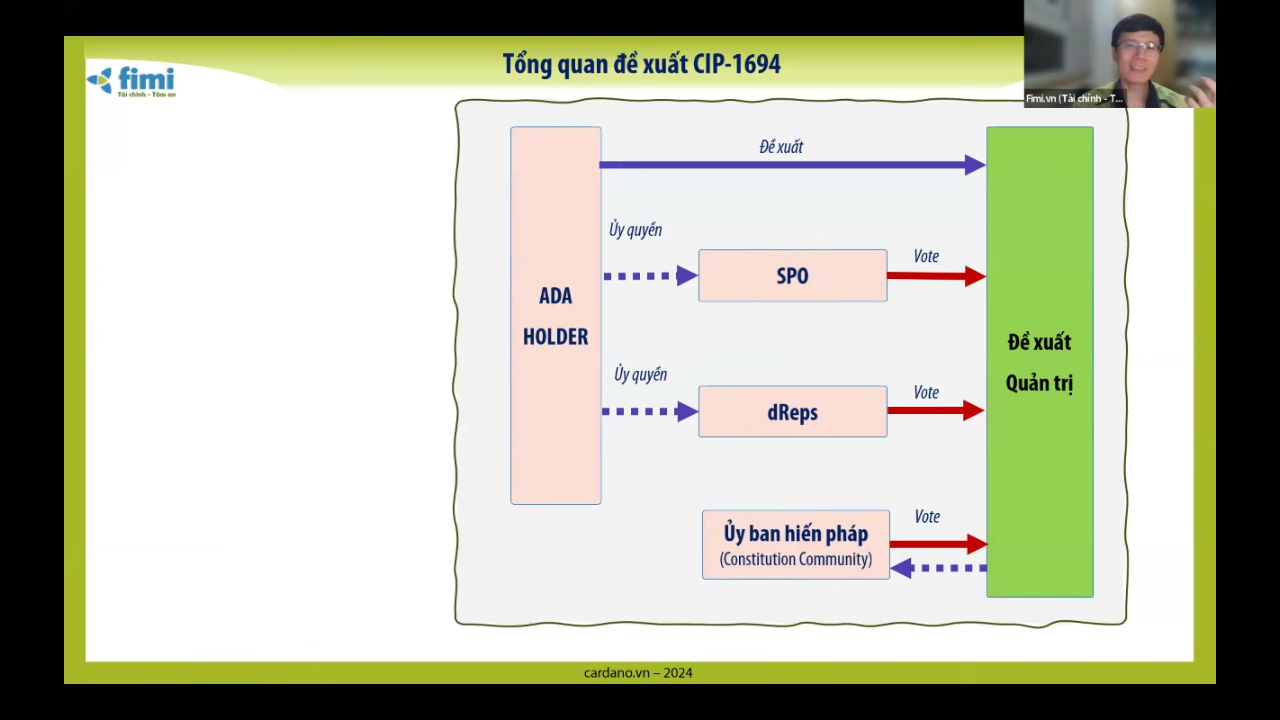 Tổng quan đề xuất CIP-1694
fimi
Tài chính - Tâm an
Fimi.vn (Tài chính - T...
Đề xuất
Ủy quyền
SPO
Vote
ADA
HOLDER
Ủy quyền
dReps
Vote
Đề xuất
Quản trị
Ủy ban hiến pháp
(Constitution Community)
Vote
cardano.vn – 2024